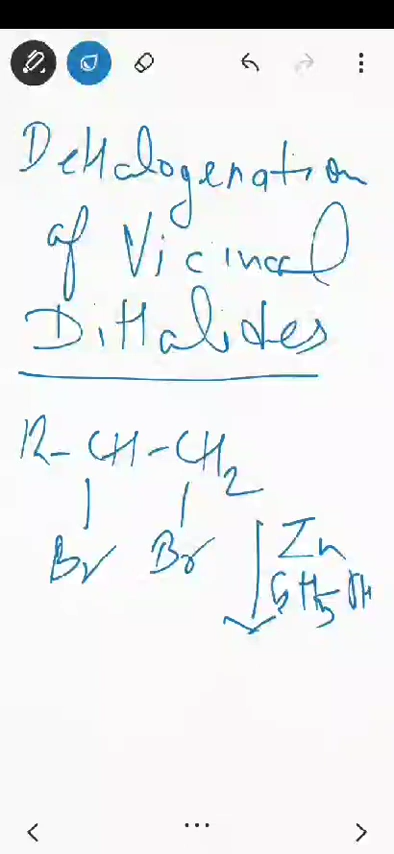 DeHalogenation
of Vicinal
DiHalides
R-CH-CH2
Br Br
Zn
C2H5OH